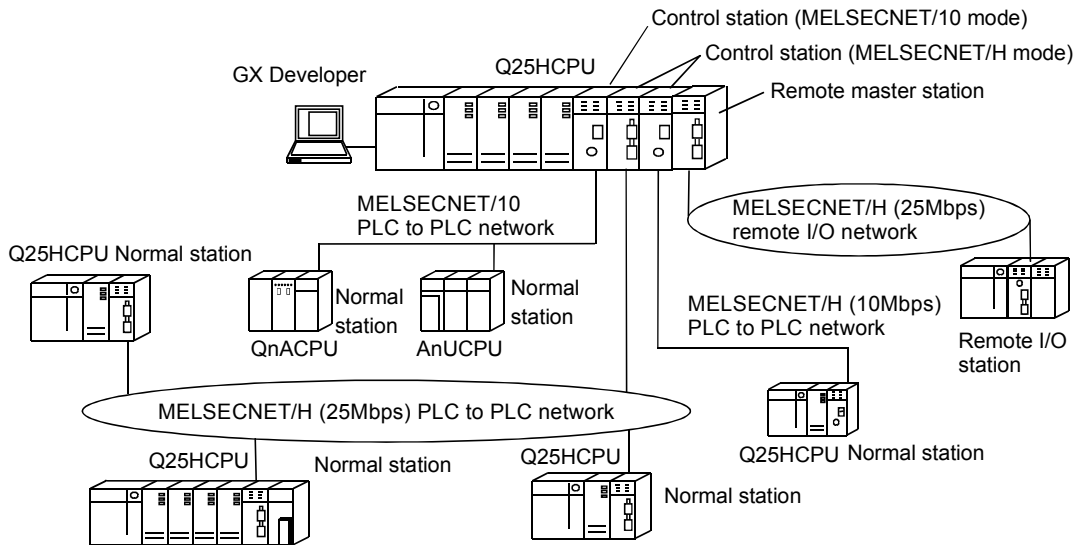 Control station (MELSECNET/10 mode)
Control station (MELSECNET/H mode)
Q25HCPU
GX Developer
Remote master station
MELSECNET/10
PLC to PLC network
MELSECNET/H (25Mbps)
remote I/O network
Q25HCPU Normal station
Normal
station
Normal
station
QnACPU
AnUCPU
MELSECNET/H (10Mbps)
PLC to PLC network
Remote I/O
station
MELSECNET/H (25Mbps) PLC to PLC network
Q25HCPU Normal station
Q25HCPU
Normal station
Q25HCPU
Normal station